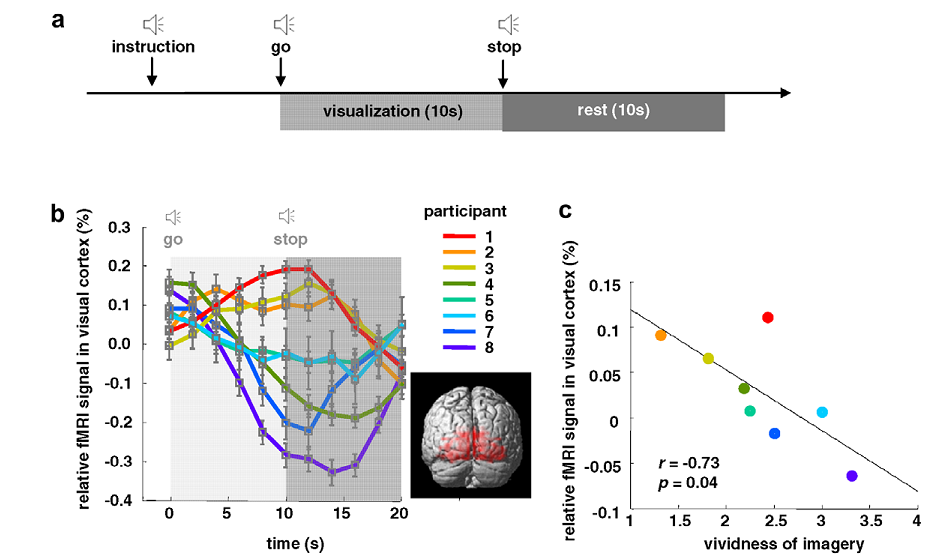 a
instruction
go
stop
visualization (10s)
rest (10s)
b
relative fMRI signal in visual cortex (%)
go
stop
0.3
0.2
0.1
0.0
-0.1
-0.2
-0.3
-0.4
0
5
10
15
20
time (s)
participant
1
2
3
4
5
6
7
8
c
relative fMRI signal in visual cortex (%)
0.15
0.1
0.05
0
-0.05
-0.1
r = -0.73
p = 0.04
1
1.5
2
2.5
3
3.5
4
vividness of imagery